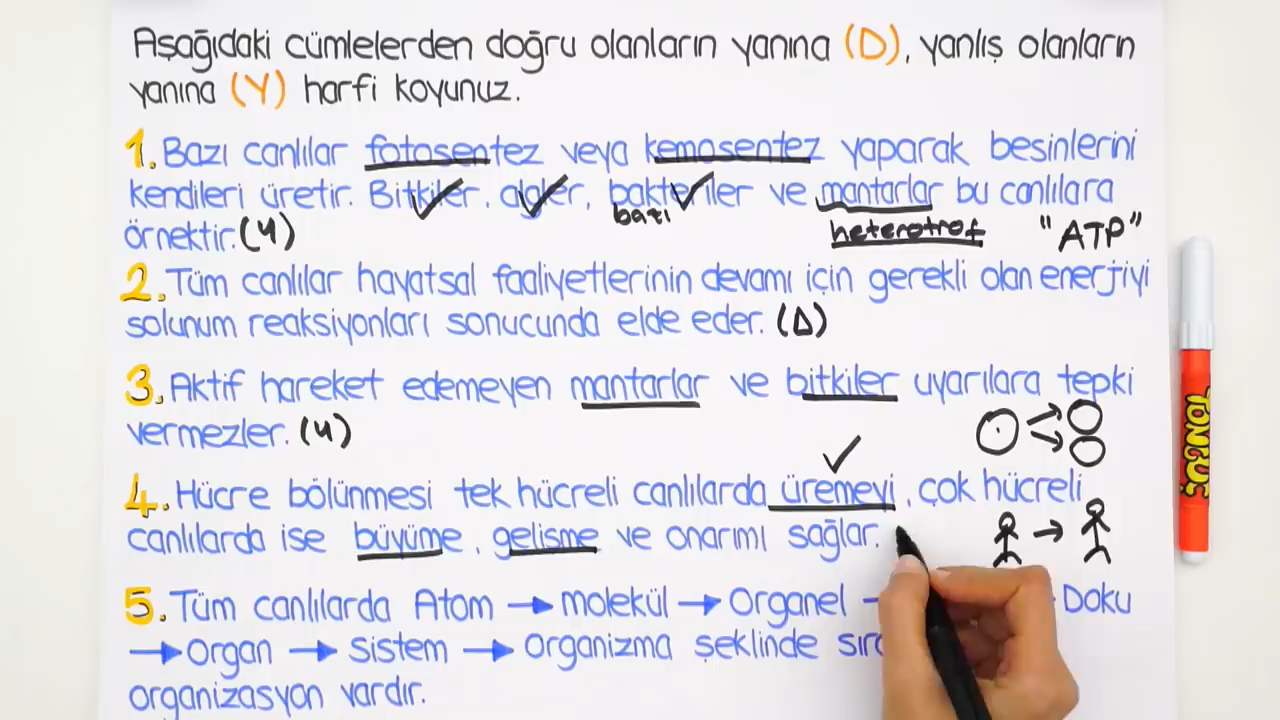 Aşağıdaki cümlelerden doğru olanların yanına (D), yanlış olanların
yanına (Y) harfi koyunuz.
1. Bazı canlılar fotosentez veya kemosentez yaparak besinlerini
kendileri üretir. Bitkiler, algler, bakteriler ve mantarlar bu canlılara
bazı
örnektir. (Y) heterotrof "ATP"
2. Tüm canlılar hayatsal faaliyetlerinin devamı için gerekli olan enerjiyi
solunum reaksiyonları sonucunda elde eder. (D)
3. Aktif hareket edemeyen mantarlar ve bitkiler uyarılara tepki
vermezler. (Y)
4. Hücre bölünmesi tek hücreli canlılarda üremeyi, çok hücreli
canlılarda ise büyüme, gelişme ve onarımı sağlar.
5. Tüm canlılarda Atom → molekül → Organel → Doku
→ Organ → Sistem → Organizma şeklinde
organizasyon vardır.
TONGUÇ